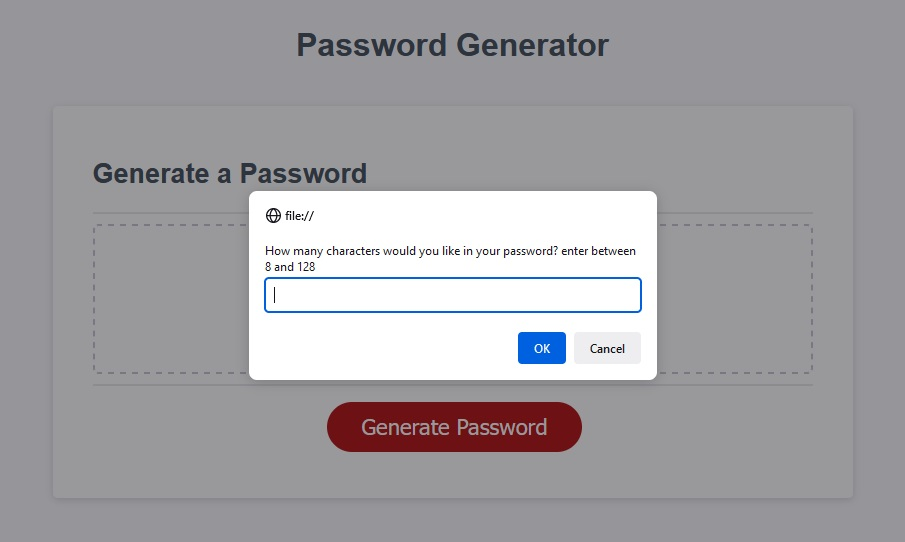 Password Generator
Generate a Password
file://
How many characters would you like in your password? enter between
8 and 128
OK
Cancel
Generate Password